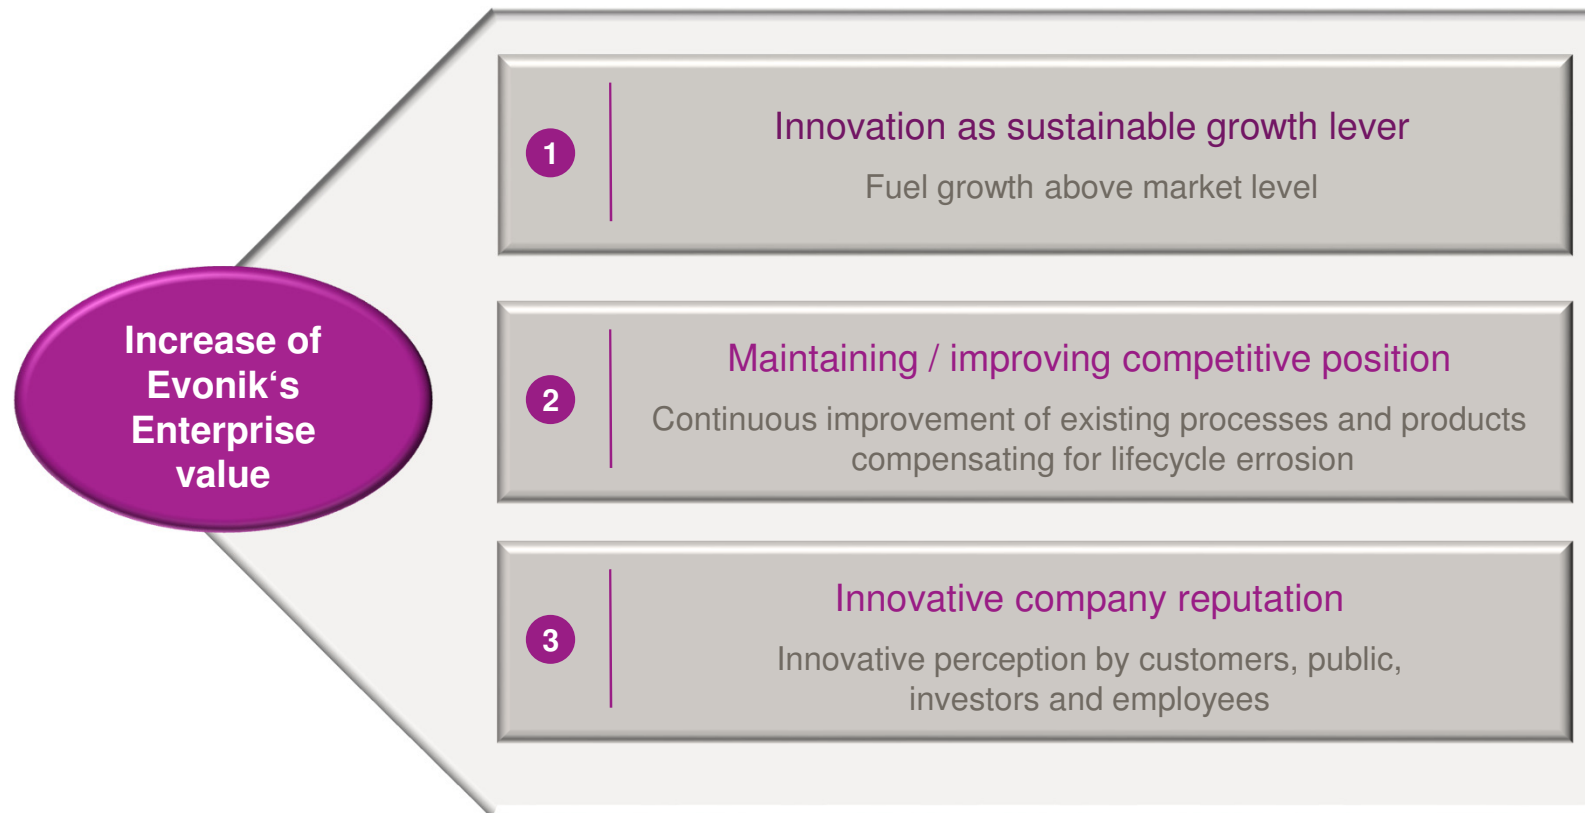 Increase of
Evonik‘s
Enterprise
value
1
Innovation as sustainable growth lever
Fuel growth above market level
2
Maintaining / improving competitive position
Continuous improvement of existing processes and products
compensating for lifecycle errosion
3
Innovative company reputation
Innovative perception by customers, public,
investors and employees